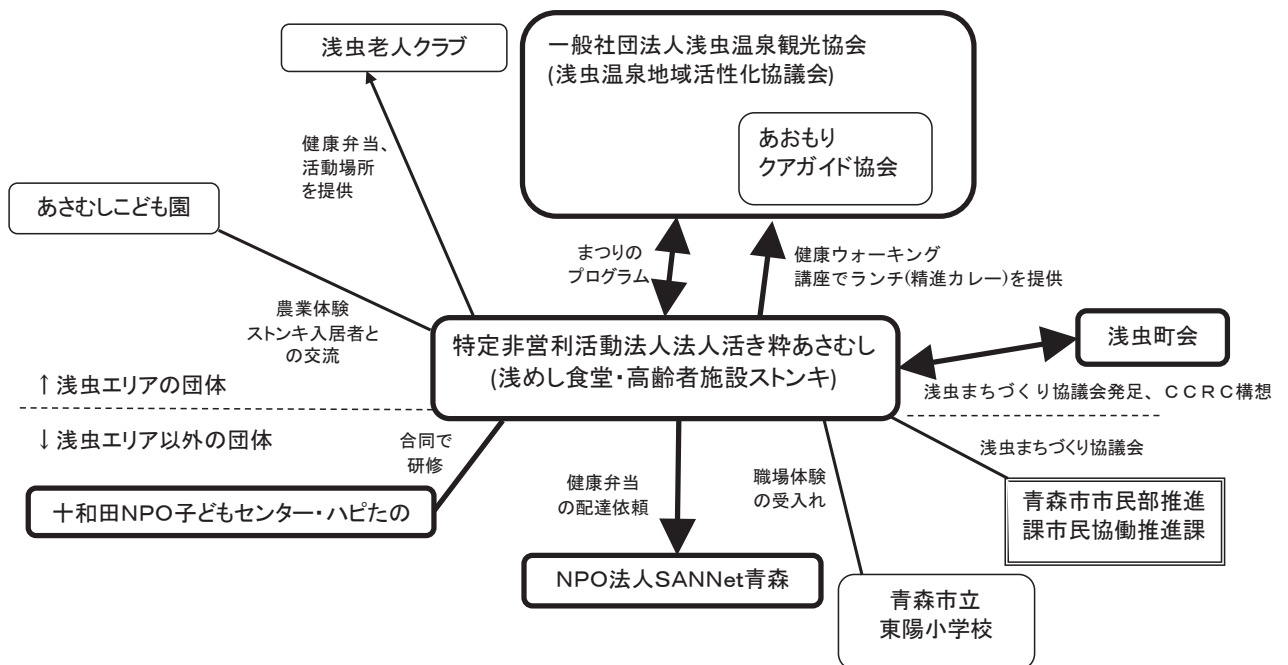 浅虫老人クラブ
一般社団法人浅虫温泉観光協会
(浅虫温泉地域活性化協議会)
あおもり
クアガイド協会
健康弁当、
活動場所
を提供
あさむしこども園
まつりの
プログラム
健康ウォーキング
講座でランチ(精進カレー)を提供
農業体験
ストンキ入居者と
の交流
特定非営利活動法人法人活き粋あさむし
(浅めし食堂・高齢者施設ストンキ)
浅虫町会
↑浅虫エリアの団体
浅虫まちづくり協議会発足、ＣＣＲＣ構想
↓浅虫エリア以外の団体
合同で
研修
浅虫まちづくり協議会
健康弁当
の配達依頼
職場体験
の受入れ
十和田NPO子どもセンター・ハピたの
青森市市民部推進
課市民協働推進課
NPO法人SANNet青森
青森市立
東陽小学校